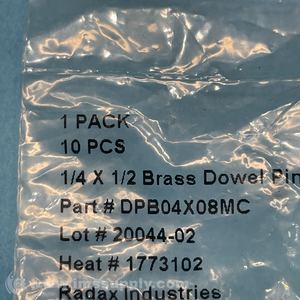 1 PACK
10 PCS
1/4 X 1/2 Brass Dowel Pin
Part # DPB04X08MC
Lot # 20044-02
Heat # 1773102
Radax Industries